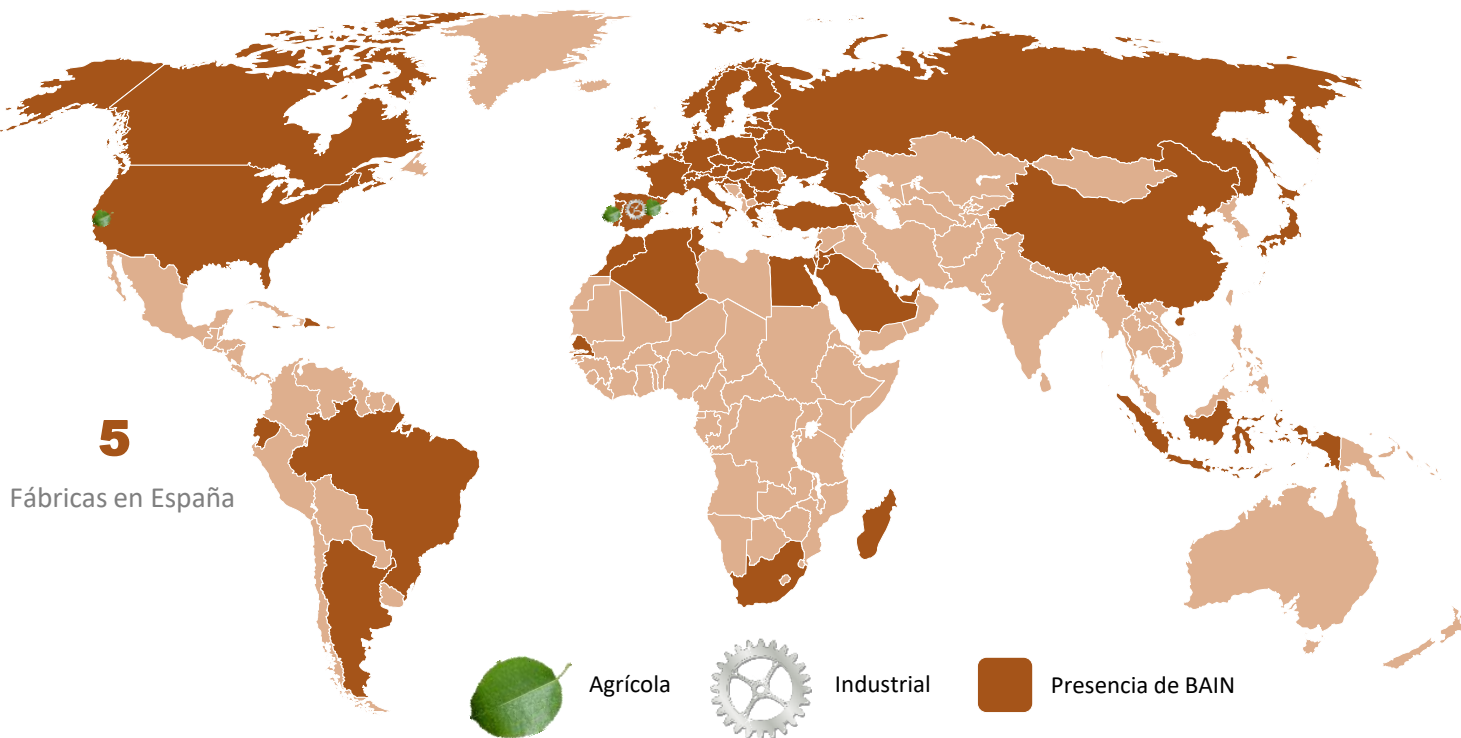 5
Fábricas en España
Agrícola
Industrial
Presencia de BAIN